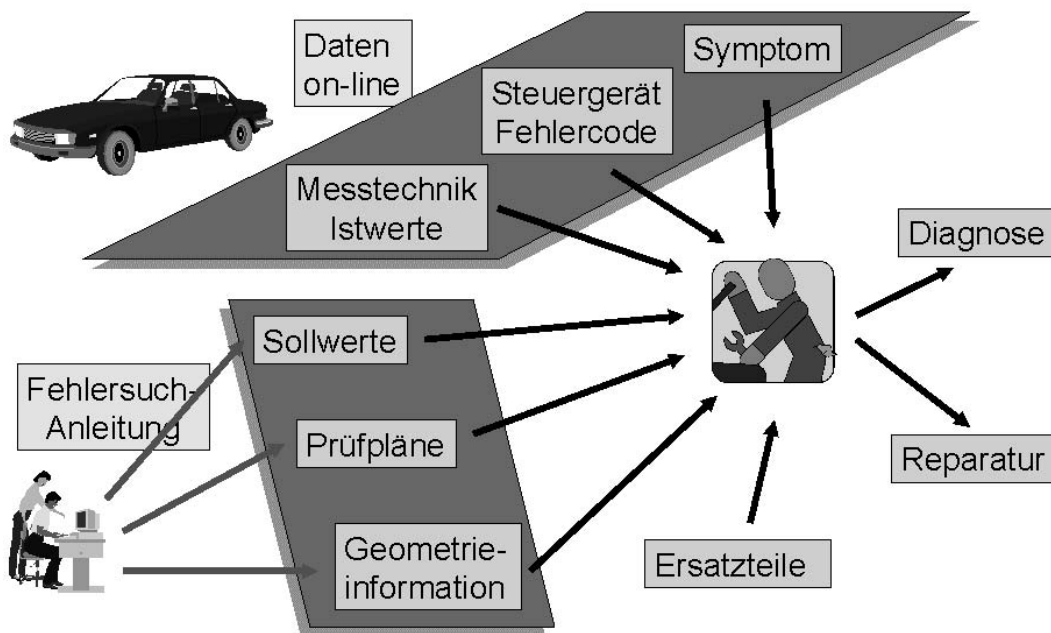 Daten
on-line
Symptom
Steuergerät
Fehlercode
Messtechnik
Istwerte
Diagnose
Sollwerte
Fehlersuch-
Anleitung
Prüfpläne
Reparatur
Geometrie-
information
Ersatzteile